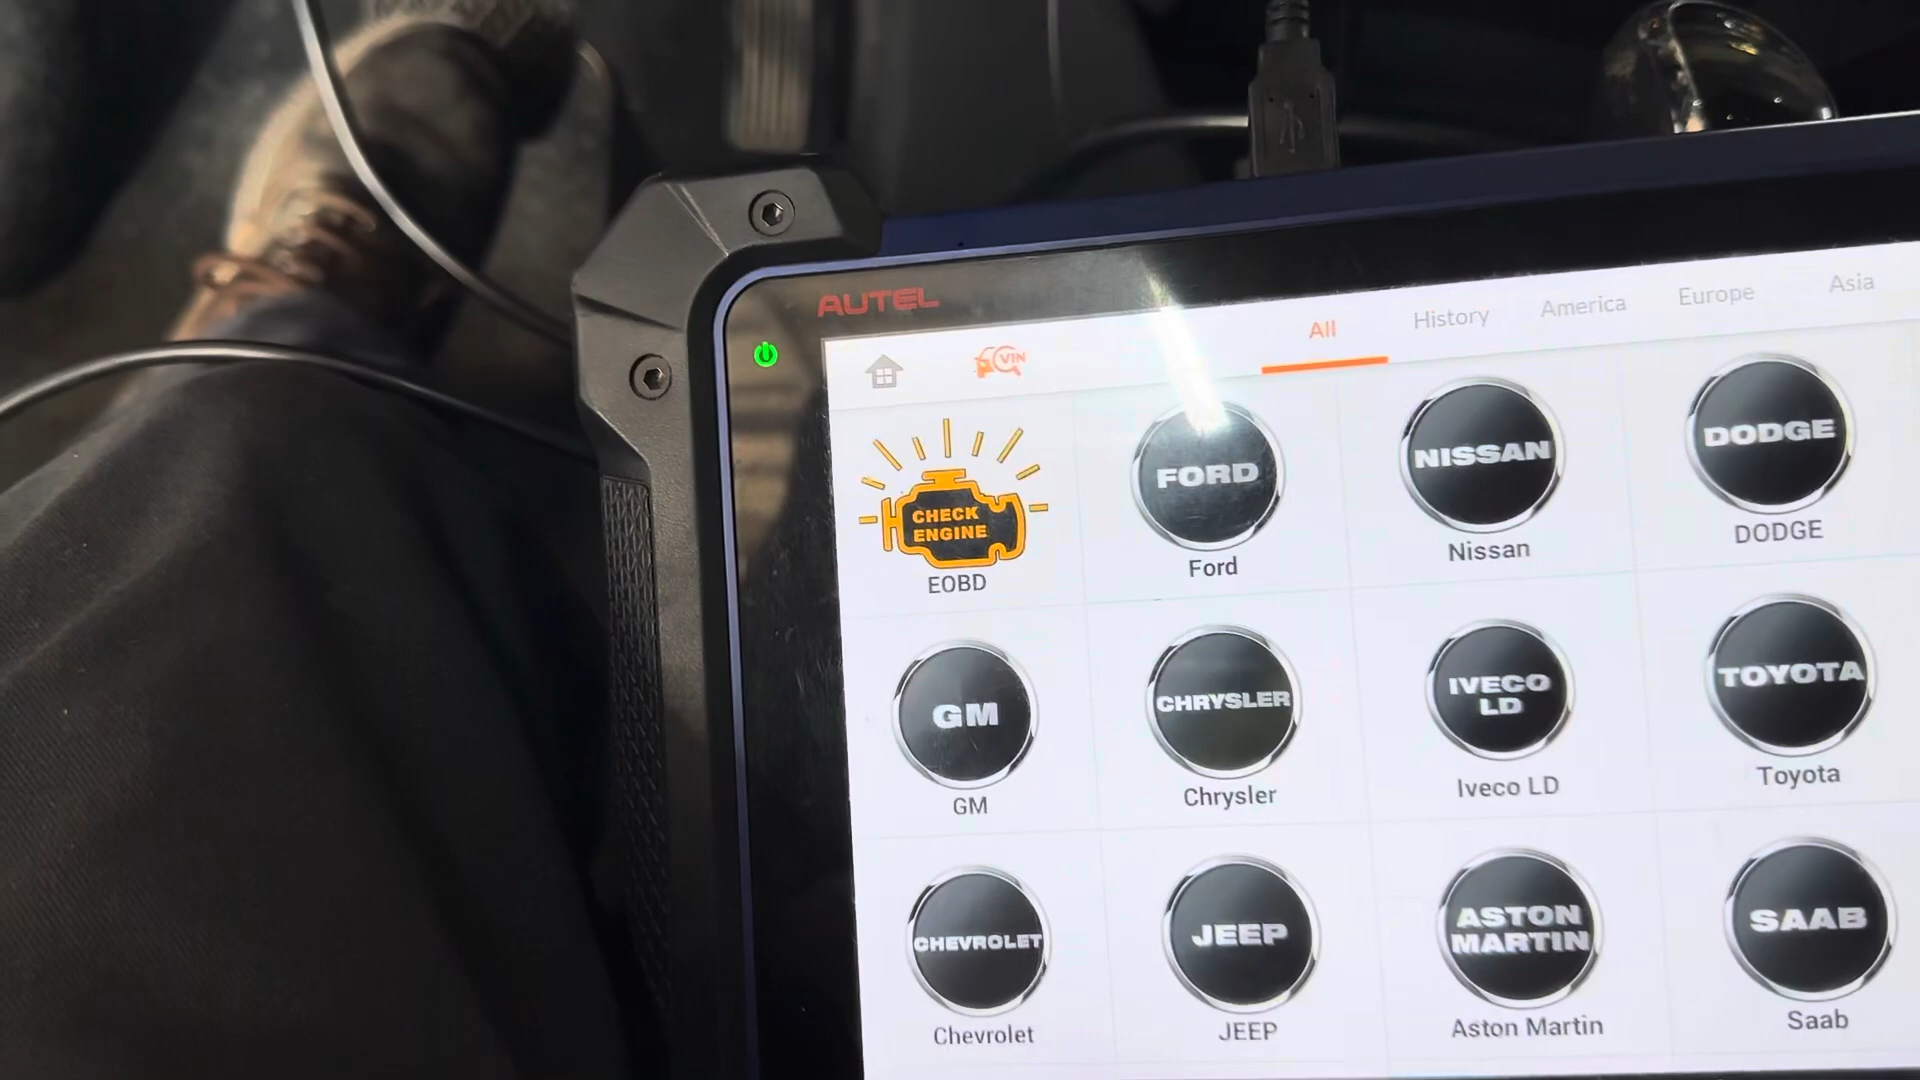 AUTEL
VIN
All
History
America
Europe
Asia
CHECK
ENGINE
EOBD
FORD
Ford
NISSAN
Nissan
DODGE
DODGE
GM
GM
CHRYSLER
Chrysler
IVECO
LD
Iveco LD
TOYOTA
Toyota
CHEVROLET
Chevrolet
JEEP
JEEP
ASTON
MARTIN
Aston Martin
SAAB
Saab